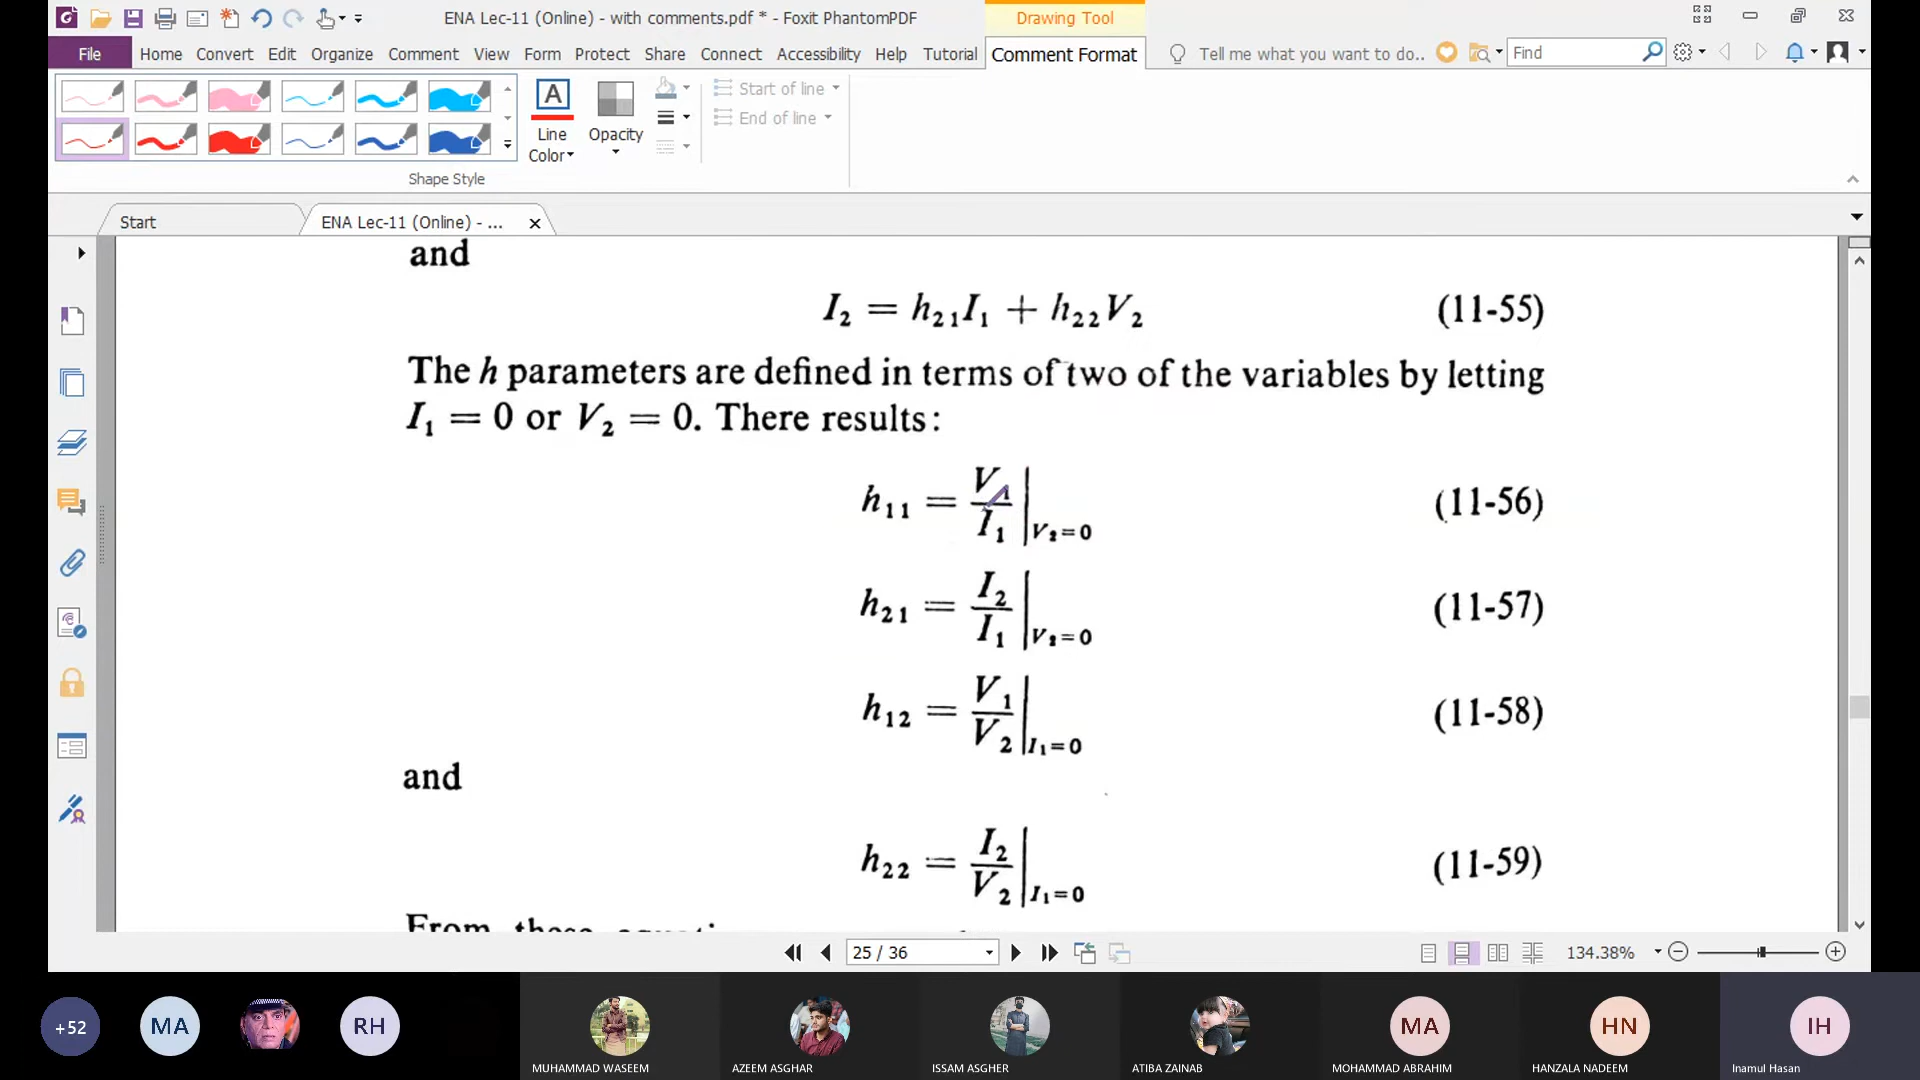 ENA Lec-11 (Online) - with comments.pdf * - Foxit PhantomPDF
Drawing Tool
File Home Convert Edit Organize Comment View Form Protect Share Connect Accessibility Help Tutorial Comment Format Tell me what you want to do.. Find
Start of line
End of line
Line Color
Opacity
Shape Style
Start
ENA Lec-11 (Online) - ...
and
I₂ = h₂₁I₁ + h₂₂V₂ (11-55)
The h parameters are defined in terms of two of the variables by letting
I₁ = 0 or V₂ = 0. There results:
h₁₁ = V₁/I₁ |V₂=0 (11-56)
h₂₁ = I₂/I₁ |V₂=0 (11-57)
h₁₂ = V₁/V₂ |I₁=0 (11-58)
and
h₂₂ = I₂/V₂ |I₁=0 (11-59)
From these
25 / 36
134.38%
+52 MA RH MA HN IH
MUHAMMAD WASEEM AZEEM ASGHAR ISSAM ASGHER ATIBA ZAINAB MOHAMMAD ABRAHIM HANZALA NADEEM Inamul Hasan